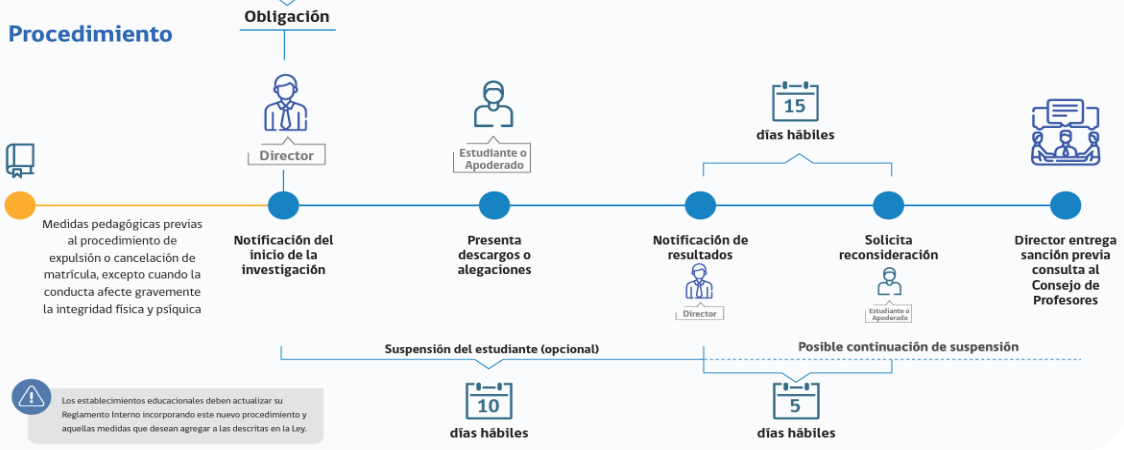 Procedimiento
Obligación
Director
Estudiante o
Apoderado
15
días hábiles
Medidas pedagógicas previas
al procedimiento de
expulsión o cancelación de
matrícula, excepto cuando la
conducta afecte gravemente
la integridad física y psíquica
Notificación del
inicio de la
investigación
Presenta
descargos o
alegaciones
Notificación de
resultados
Director
Solicita
reconsideración
Estudiante o
Apoderado
Director entrega
sanción previa
consulta al
Consejo de
Profesores
Suspensión del estudiante (opcional)
Posible continuación de suspensión
10
días hábiles
5
días hábiles
Los establecimientos educacionales deben actualizar su
Reglamento Interno incorporando este nuevo procedimiento y
aquellas medidas que desean agregar a las descritas en la Ley.